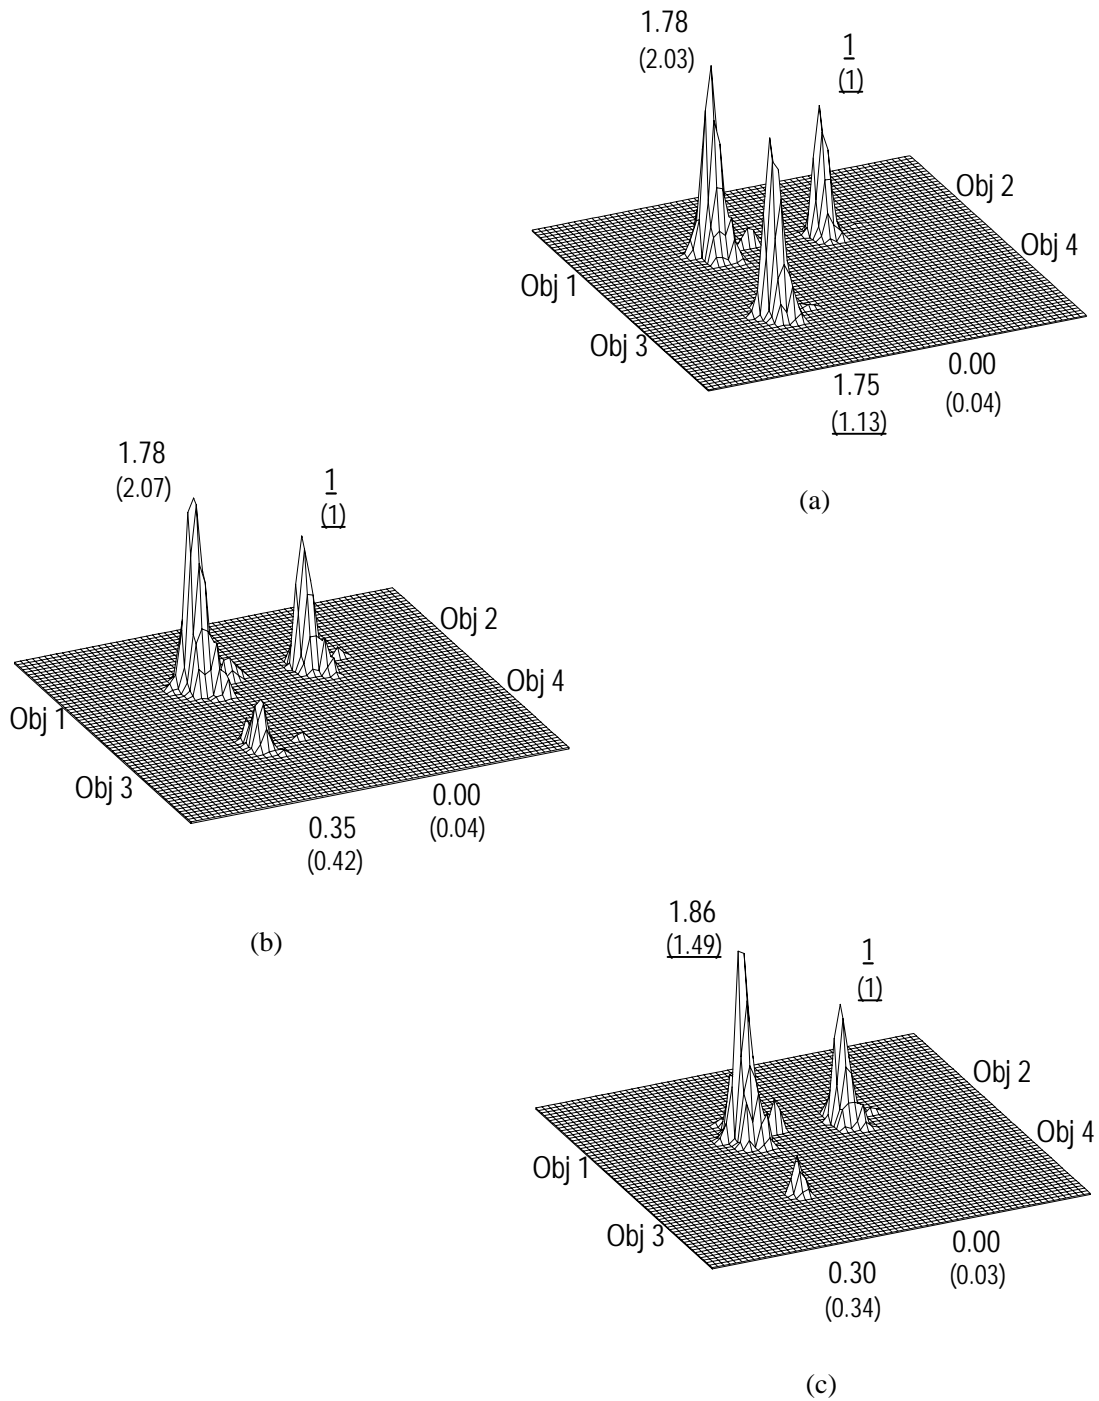 1.78
(2.03)
1
(1)
Obj 2
Obj 4
Obj 1
Obj 3
0.00
(0.04)
1.75
(1.13)
(a)
1.78
(2.07)
1
(1)
Obj 2
Obj 4
Obj 1
Obj 3
0.00
(0.04)
0.35
(0.42)
(b)
1.86
(1.49)
1
(1)
Obj 2
Obj 4
Obj 1
Obj 3
0.00
(0.03)
0.30
(0.34)
(c)